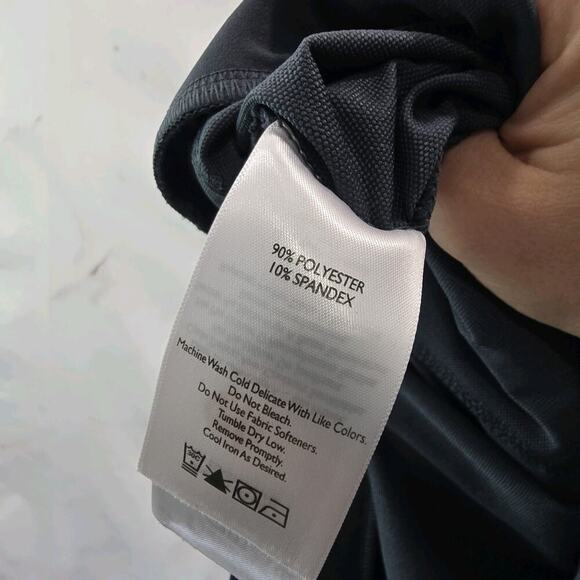 90% POLYESTER
10% SPANDEX
Machine Wash Cold Delicate With Like Colors.
Do Not Bleach.
Do Not Use Fabric Softeners.
Tumble Dry Low.
Remove Promptly.
Cool Iron As Desired.
30C